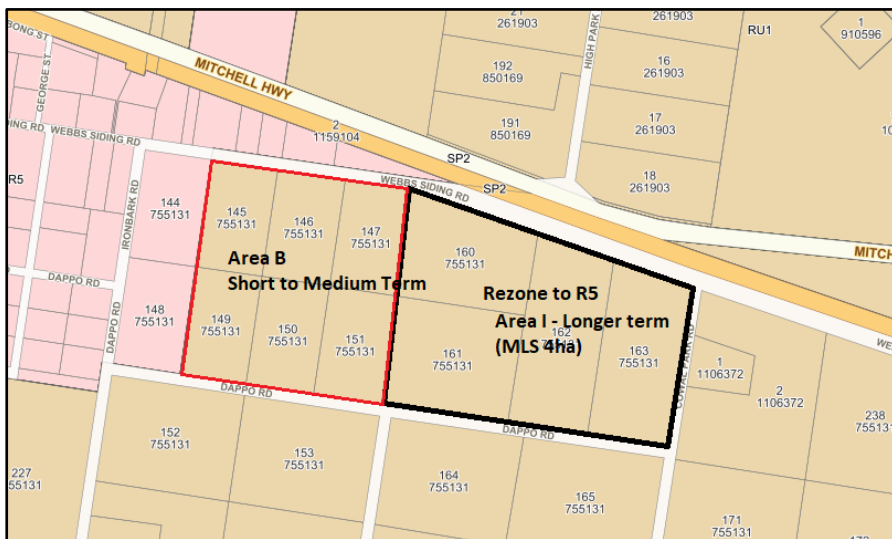 21
261903
261903
RU1
1
910596
BONG ST
MITCHELL HWY
192
850169
HIGH PARK
16
261903
GEORGE ST
191
850169
17
261903
2
1159104
DING RD
WEBBS SIDING RD
SP2
18
261903
R5
IRONBARK RD
144
755131
WEBBS SIDING RD
SP2
145
755131
146
755131
147
755131
160
755131
MITCH
Area B
Short to Medium Term
Rezone to R5
Area I - Longer term
(MLS 4ha)
DAPPO RD
148
755131
149
755131
150
755131
151
755131
161
755131
162
163
755131
1
1106372
2
1106372
WE
238
755131
DAPPO RD
DAPPO RD
DAPPO RD
152
755131
153
755131
164
755131
165
755131
171
755131
227
55131